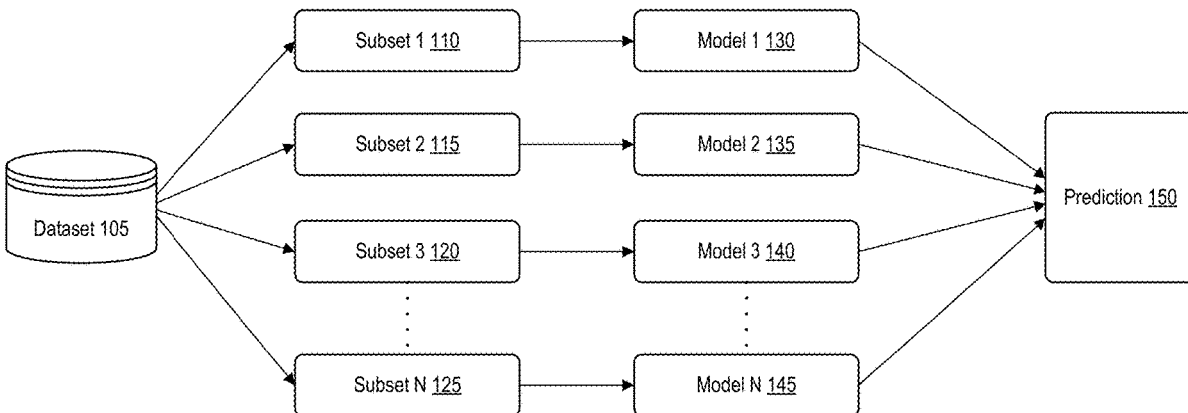 Subset 1 110
Model 1 130
Subset 2 115
Model 2 135
Dataset 105
Prediction 150
Subset 3 120
Model 3 140
Subset N 125
Model N 145